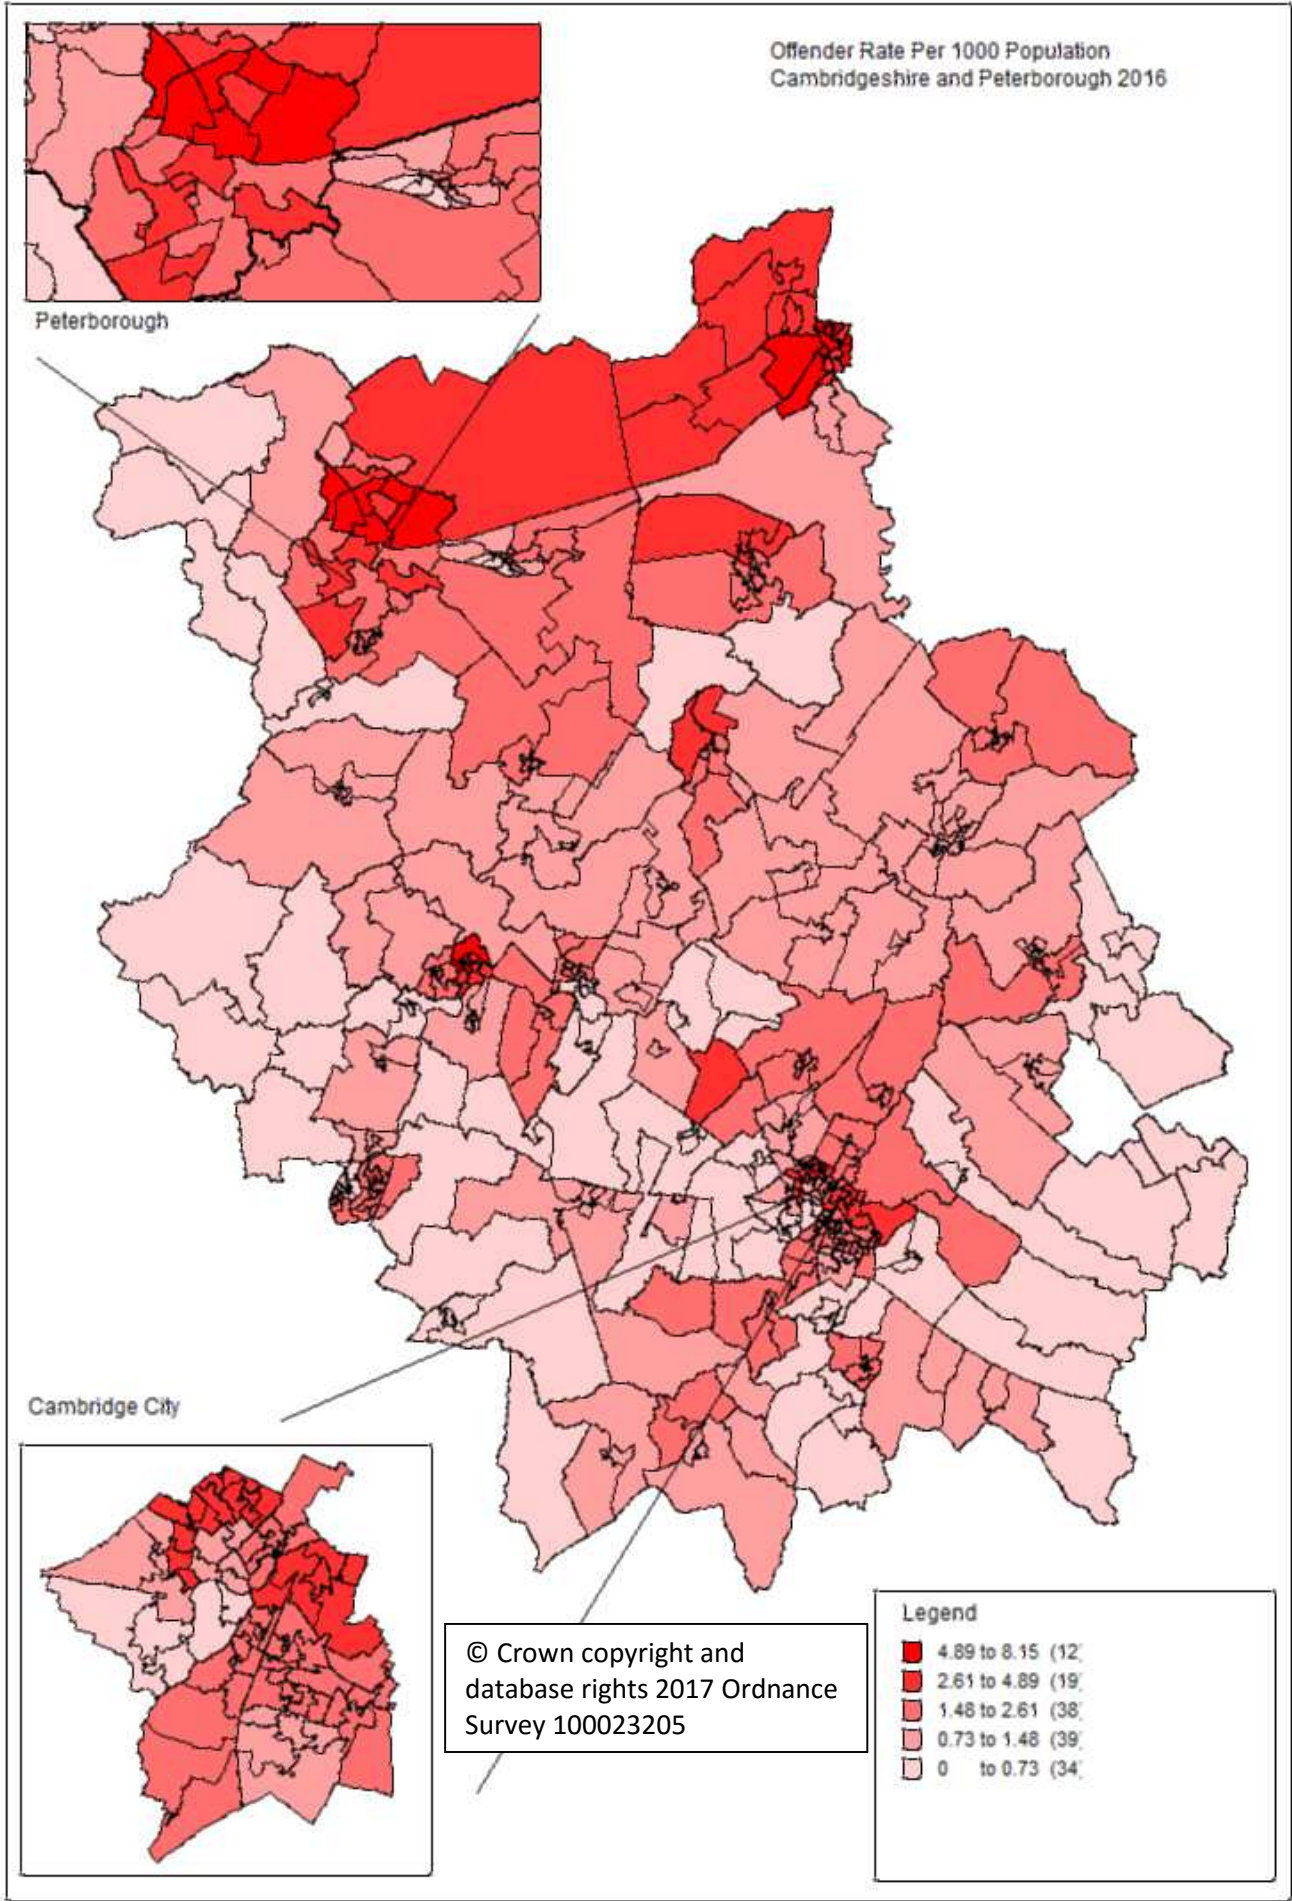 Offender Rate Per 1000 Population
Cambridgeshire and Peterborough 2016
Peterborough
Cambridge City
© Crown copyright and
database rights 2017 Ordnance
Survey 100023205
Legend
4.89 to 8.15 (12)
2.61 to 4.89 (19)
1.48 to 2.61 (38)
0.73 to 1.48 (39)
0 to 0.73 (34)